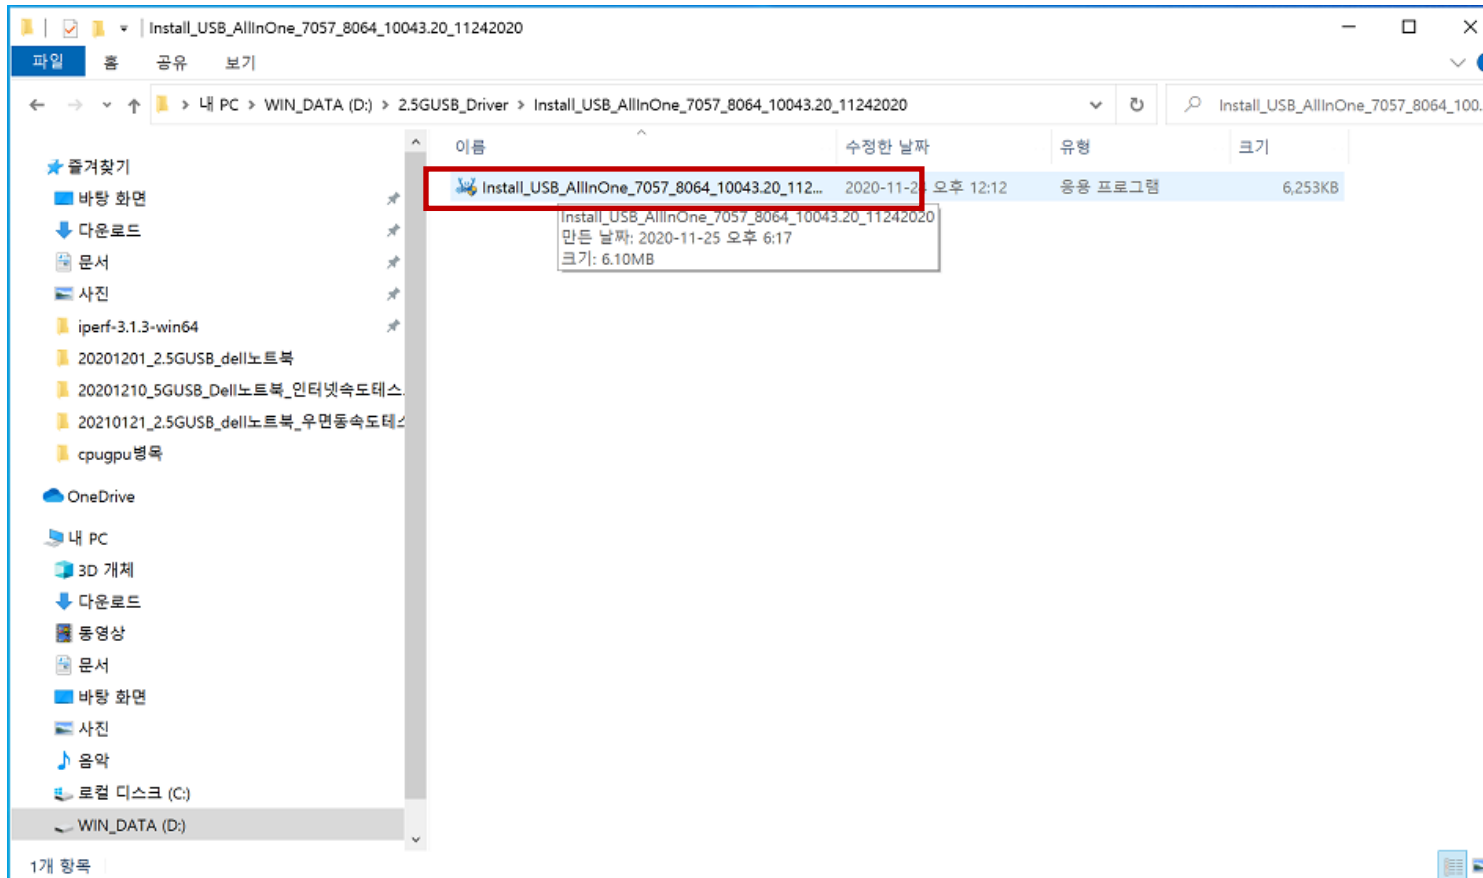 Install_USB_AllInOne_7057_8064_10043.20_11242020
파일 홈 공유 보기
내 PC > WIN_DATA (D:) > 2.5GUSB_Driver > Install_USB_AllInOne_7057_8064_10043.20_11242020
Install_USB_AllInOne_7057_8064_100.
이름 수정한 날짜 유형 크기
Install_USB_AllInOne_7057_8064_10043.20_112... 2020-11-24 오후 12:12 응용 프로그램 6,253KB
Install_USB_AllInOne_7057_8064_10043.20_11242020
만든 날짜: 2020-11-25 오후 6:17
크기: 6.10MB
즐겨찾기
바탕 화면
다운로드
문서
사진
iperf-3.1.3-win64
20201201_2.5GUSB_dell노트북
20201210_5GUSB_Dell노트북_인터넷속도테스
20210121_2.5GUSB_dell노트북_우면동속도테스
cpugpu병목
OneDrive
내 PC
3D 개체
다운로드
동영상
문서
바탕 화면
사진
음악
로컬 디스크 (C:)
WIN_DATA (D:)
1개 항목